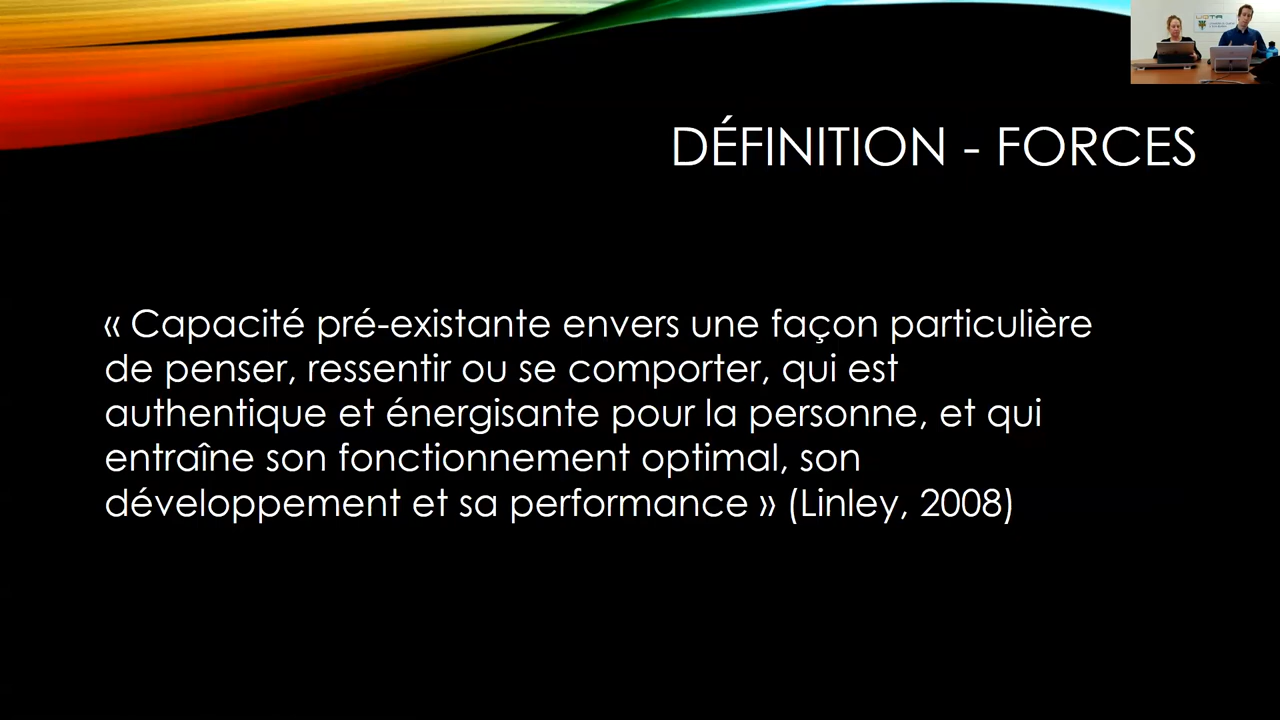 UQTR
DÉFINITION - FORCES
« Capacité pré-existante envers une façon particulière
de penser, ressentir ou se comporter, qui est
authentique et énergisante pour la personne, et qui
entraîne son fonctionnement optimal, son
développement et sa performance » (Linley, 2008)